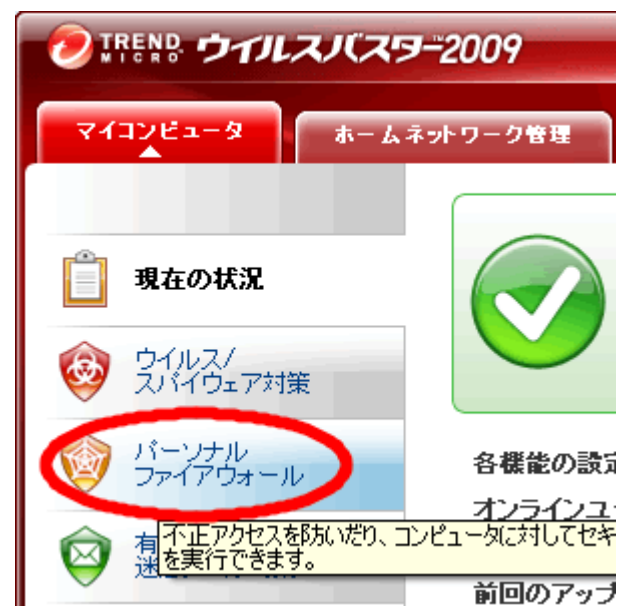 TREND MICRO ウイルスバスター2009
マイコンピュータ
ホームネットワーク管理
現在の状況
ウイルス/
スパイウェア対策
パーソナル
ファイアウォール
各機能の設定
オンラインユー
有
迷
不正アクセスを防いだり、コンピュータに対してセキ
を実行できます。
前回のアップ